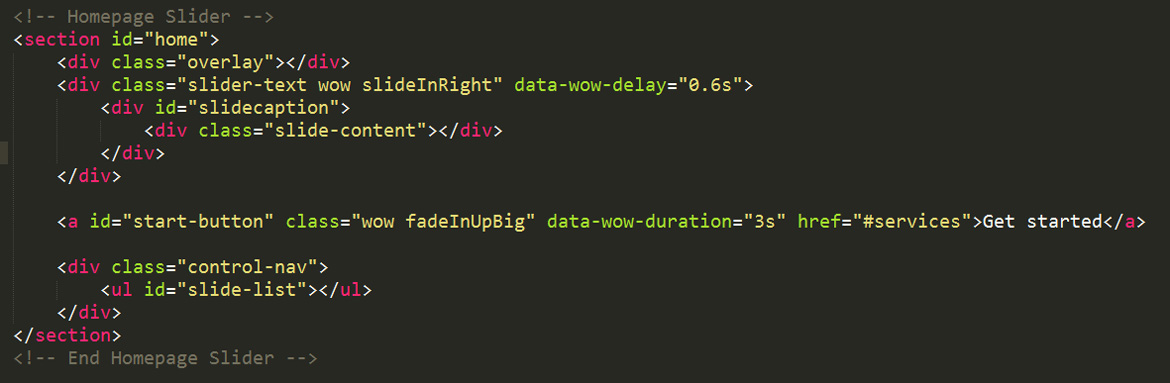 <!-- Homepage Slider -->
<section id="home">
    <div class="overlay"></div>
    <div class="slider-text wow slideInRight" data-wow-delay="0.6s">
        <div id="slidecaption">
            <div class="slide-content"></div>
        </div>
    </div>

    <a id="start-button" class="wow fadeInUpBig" data-wow-duration="3s" href="#services">Get started</a>

    <div class="control-nav">
        <ul id="slide-list"></ul>
    </div>
</section>
<!-- End Homepage Slider -->